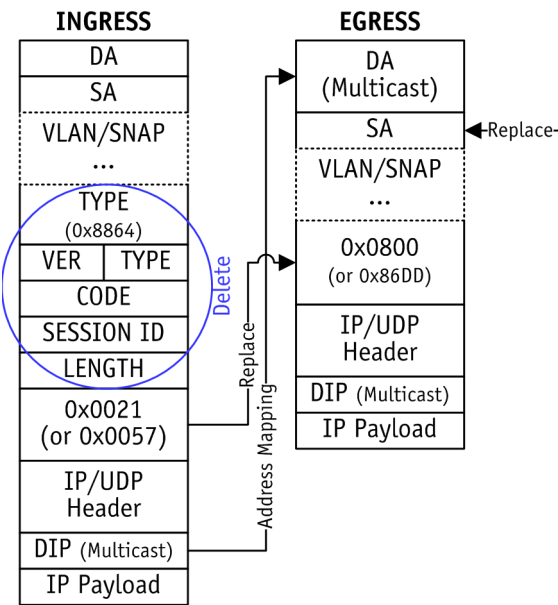 INGRESS
DA
SA
VLAN/SNAP
...
TYPE
(0x8864)
VER TYPE
CODE
SESSION ID
LENGTH
0x0021
(or 0x0057)
IP/UDP
Header
DIP (Multicast)
IP Payload
Delete
Replace
Address Mapping
EGRESS
DA
(Multicast)
SA
Replace
VLAN/SNAP
...
0x0800
(or 0x86DD)
IP/UDP
Header
DIP (Multicast)
IP Payload